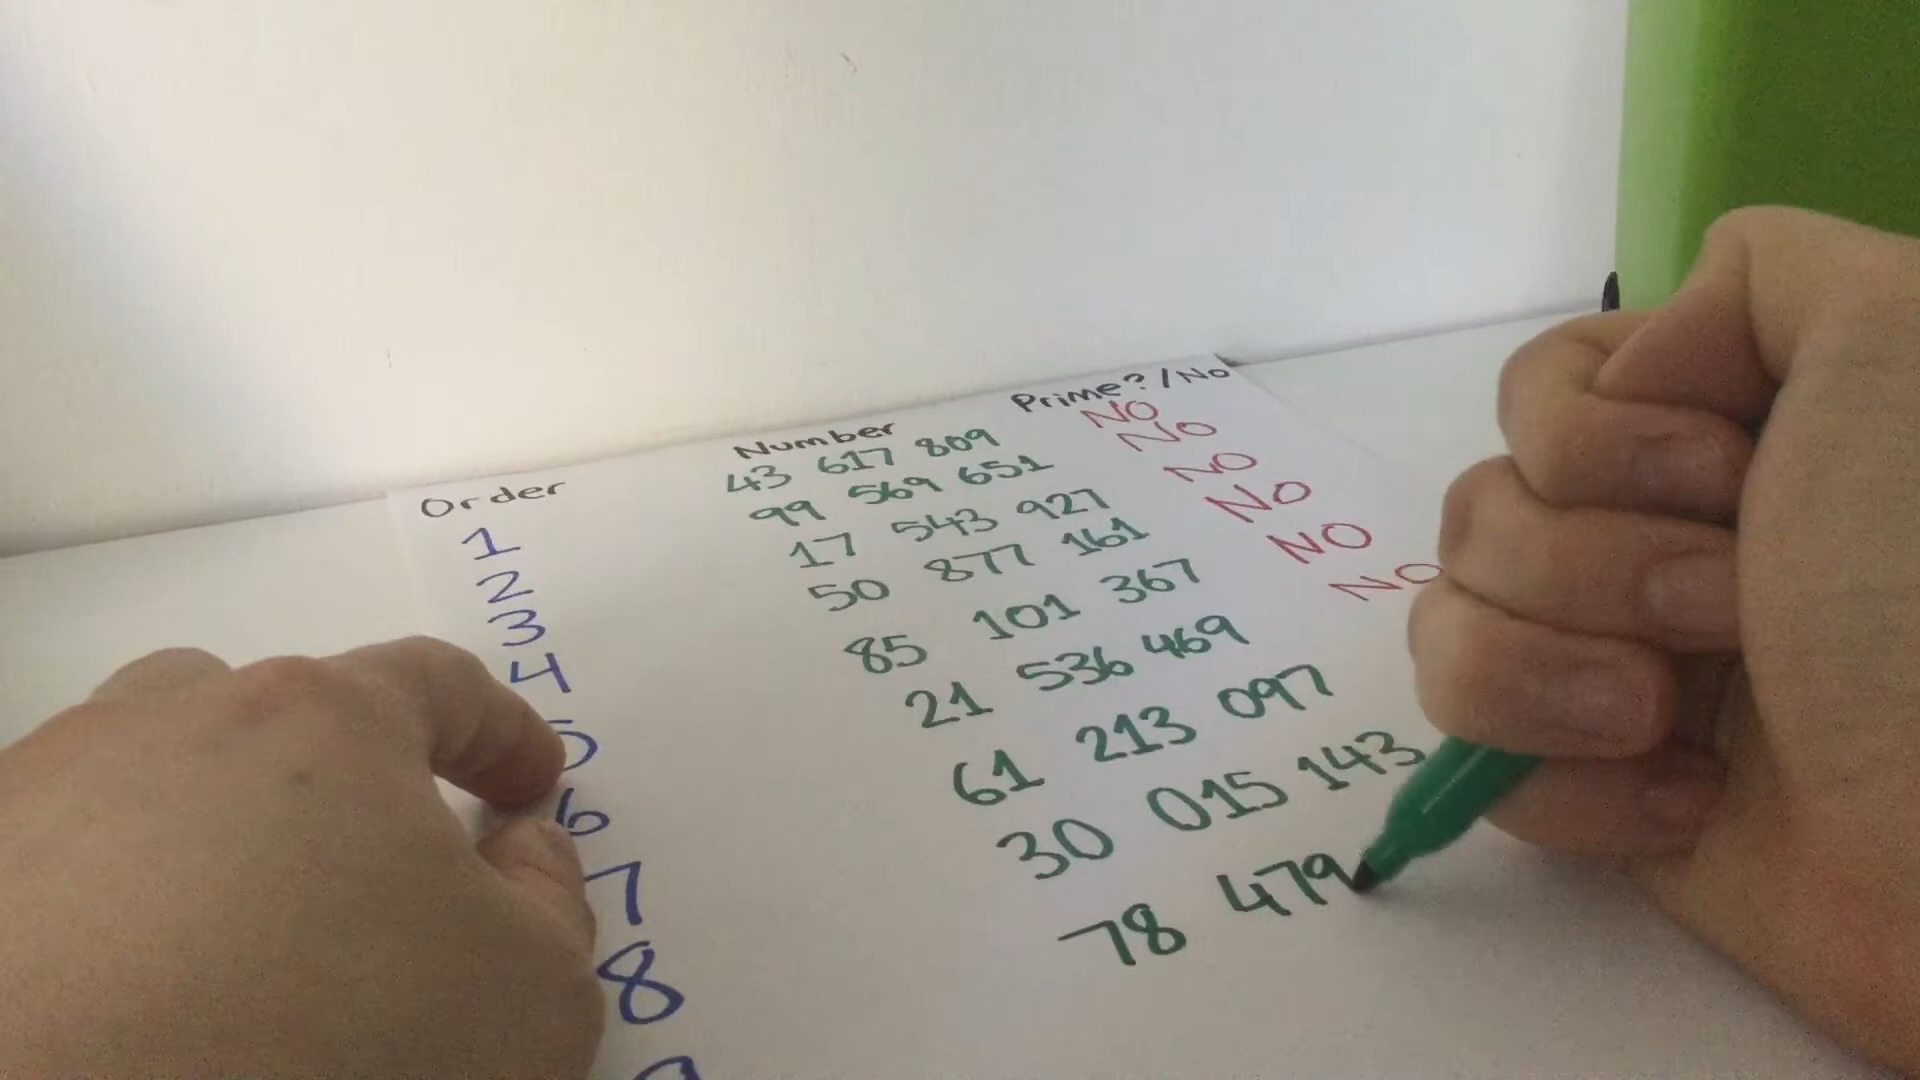 Order Number Prime?/No
1 43 617 809 NO
2 99 569 651 NO
3 17 543 927 NO
4 50 877 161 NO
5 85 101 367 NO
6 21 536 469 NO
7 61 213 097
8 30 015 143
78 479